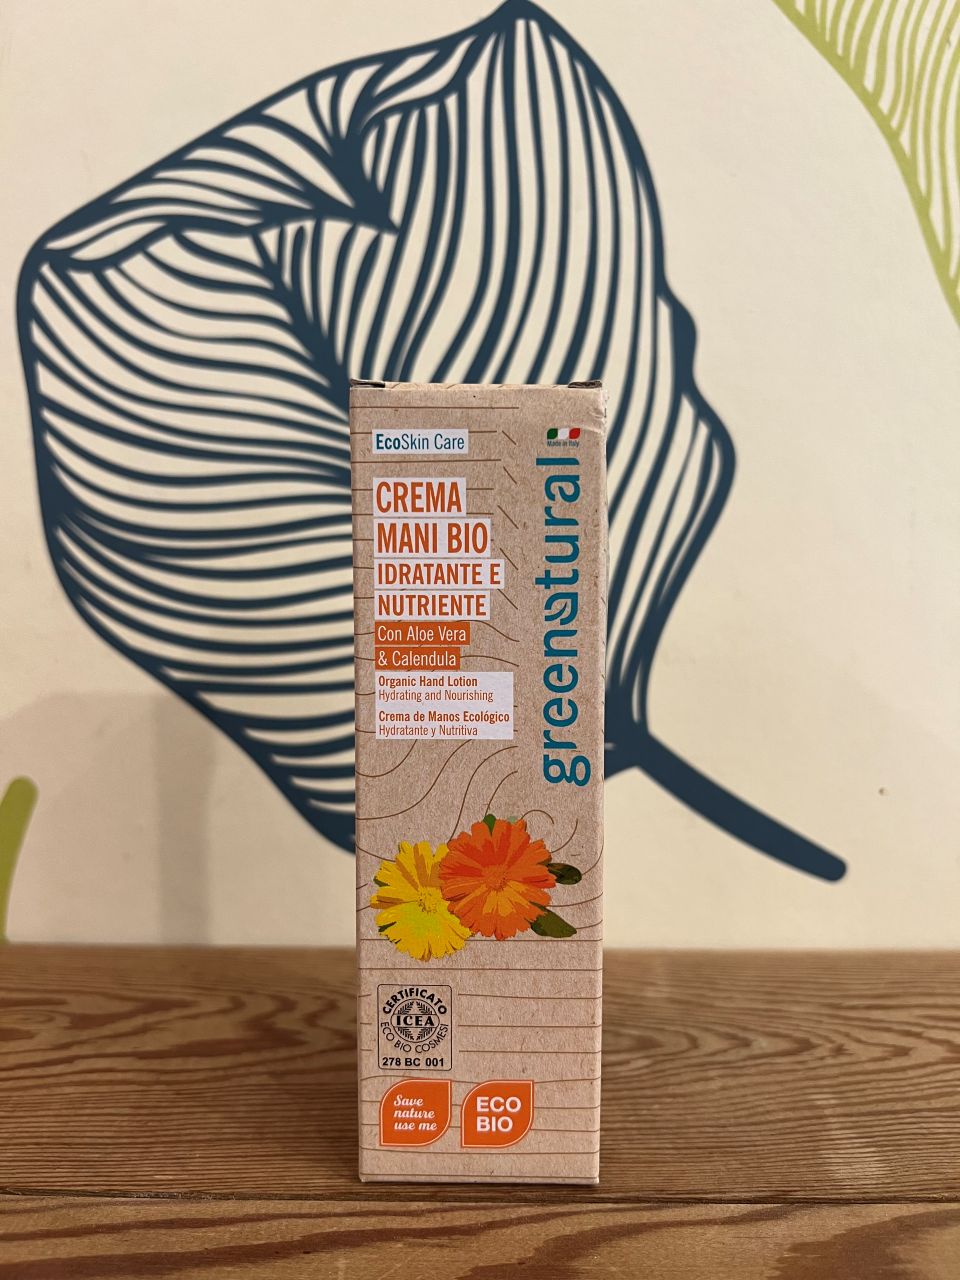 EcoSkin Care
CREMA
MANI BIO
IDRATANTE E
NUTRIENTE
Con Aloe Vera
& Calendula
Organic Hand Lotion
Hydrating and Nourishing
Crema de Manos Ecológico
Hydratante y Nutritiva
Made in Italy
greenatural
CERTIFICATO
ICEA
ECO BIO COSMESI
278 BC 001
Save
nature
use me
ECO
BIO